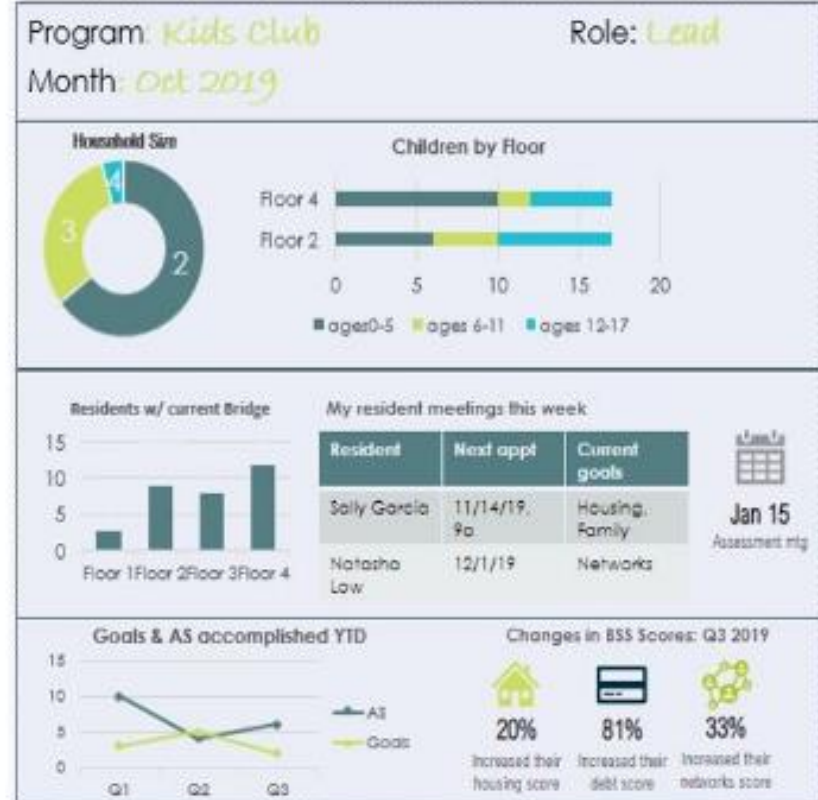 Program: Kids Club
Role: Lead
Month: Oct 2019
Household Size
2
3
4
Children by Floor
Floor 4
Floor 2
0 5 10 15 20
ages0-5 ages 6-11 ages 12-17
Residents w/ current Bridge
15
10
5
0
Floor 1 Floor 2 Floor 3 Floor 4
My resident meetings this week
Resident Next appt Current
goals
Sally Garcia 11/14/19, Housing,
9a Family
Natasha 12/1/19 Networks
Low
Jan 15
Assessment mtg
Goals & AS accomplished YTD
15
10
5
0
Q1 Q2 Q3
AS
Goals
Changes in BSS Scores: Q3 2019
20% 81% 33%
Increased their Increased their Increased their
housing score debt score networks score